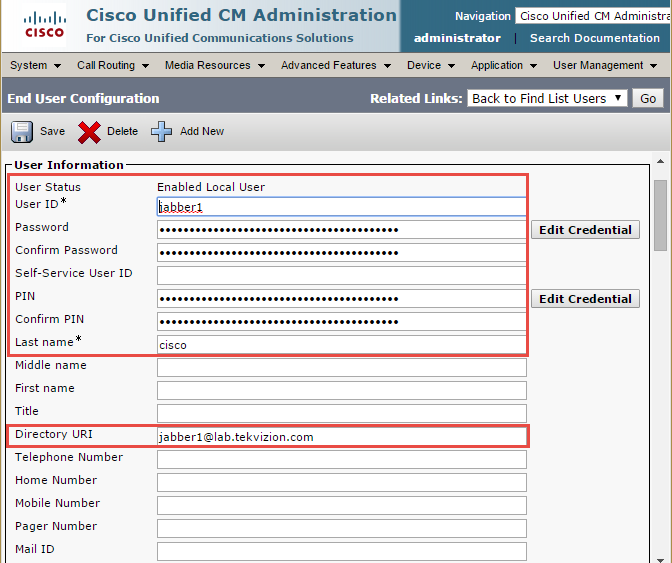 Cisco Unified CM Administration
Navigation Cisco Unified CM Administra
CISCO
For Cisco Unified Communications Solutions
administrator | Search Documentation
System Call Routing Media Resources Advanced Features Device Application User Management
End User Configuration Related Links: Back to Find List Users Go
Save Delete Add New
User Information
User Status Enabled Local User
User ID* jabber1
Password •••••••••••••••••••••••••••••••••••••••• Edit Credential
Confirm Password ••••••••••••••••••••••••••••••••••••••••
Self-Service User ID
PIN •••••••••••••••••••••••••••••••••••••••• Edit Credential
Confirm PIN ••••••••••••••••••••••••••••••••••••••••
Last name* cisco
Middle name
First name
Title
Directory URI jabber1@lab.tekvizion.com
Telephone Number
Home Number
Mobile Number
Pager Number
Mail ID